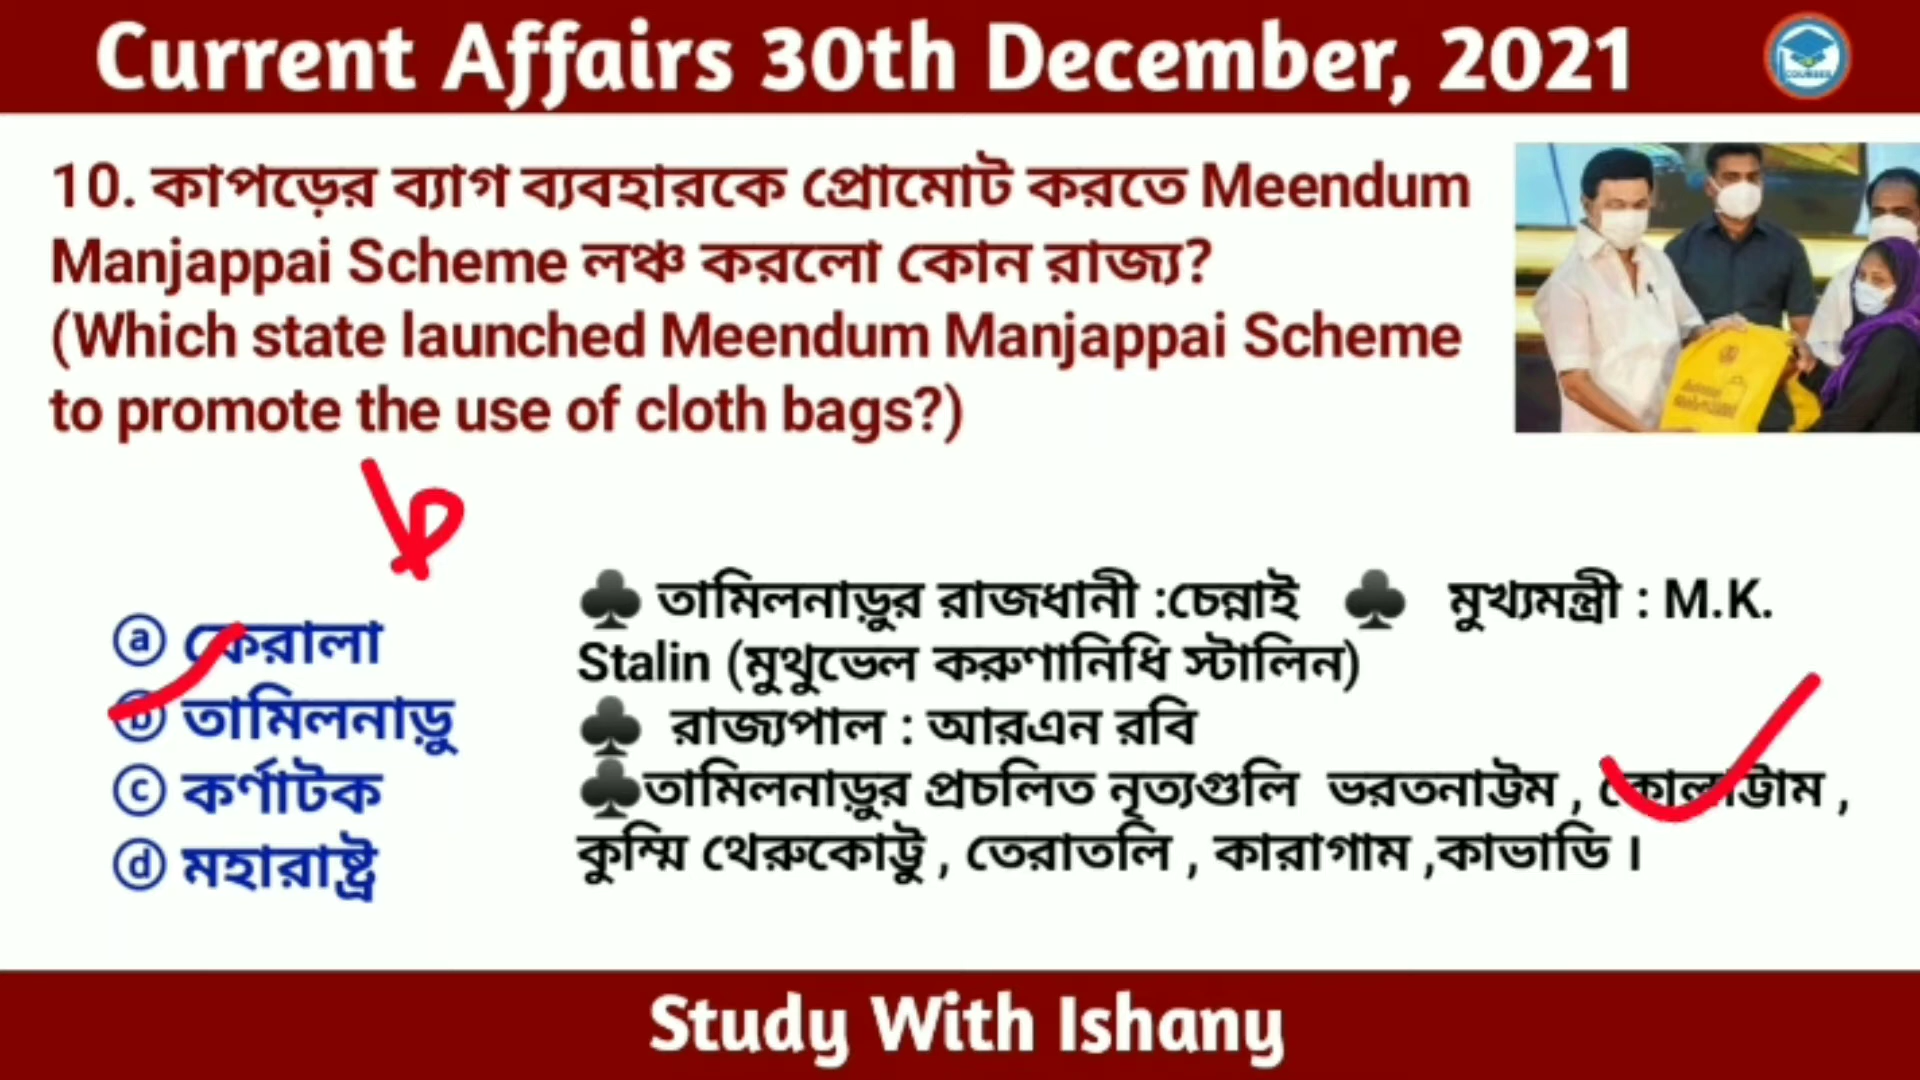 Current Affairs 30th December, 2021
COURSES
10. কাপড়ের ব্যাগ ব্যবহারকে প্রোমোট করতে Meendum
Manjappai Scheme লঞ্চ করলো কোন রাজ্য?
(Which state launched Meendum Manjappai Scheme
to promote the use of cloth bags?)
ⓐ কেরালা
ⓑ তামিলনাড়ু
ⓒ কর্ণাটক
ⓓ মহারাষ্ট্র
♣ তামিলনাড়ুর রাজধানী :চেন্নাই ♣ মুখ্যমন্ত্রী : M.K.
Stalin (মুথুভেল করুণানিধি স্টালিন)
♣ রাজ্যপাল : আরএন রবি
♣তামিলনাড়ুর প্রচলিত নৃত্যগুলি ভরতনাট্টম , কোলাট্টাম ,
কুম্মি থেরুকোট্টু , তেরাতলি , কারাগাম ,কাভাডি ।
Study With Ishany